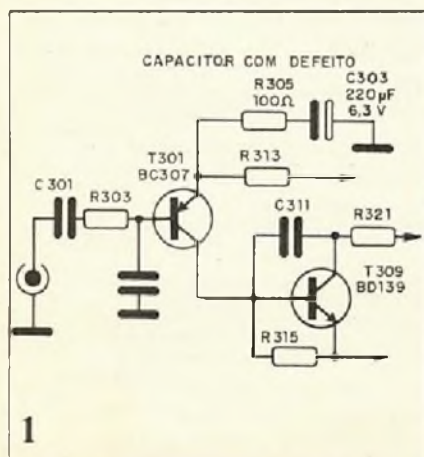 CAPACITOR COM DEFEITO
R305
100Ω
C303
220µF
6,3 V
T301
BC307
R313
C301
R303
C311
R321
T309
BD139
R315
1